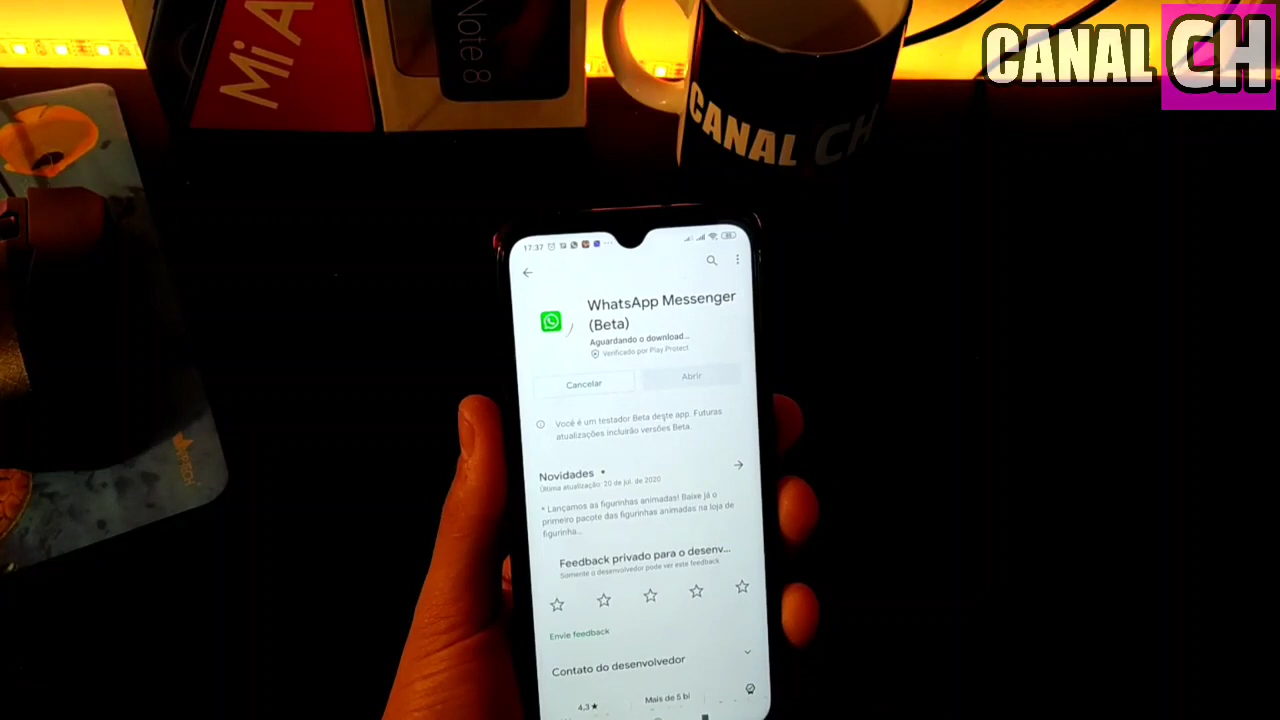 Mi A
Note 8
CANAL CH
CANAL CH
17:37
WhatsApp Messenger
(Beta)
Aguardando o download...
Verificado por Play Protect
Cancelar
Abrir
Você é um testador Beta deste app. Futuras
atualizações incluirão versões Beta.
Novidades •
Última atualização: 20 de jul. de 2020
* Lançamos as figurinhas animadas! Baixe já o
primeiro pacote das figurinhas animadas na loja de
figurinha...
Feedback privado para o desenv...
Somente o desenvolvedor pode ver este feedback.
Envie feedback
Contato do desenvolvedor
4,3★
Mais de 5 bi